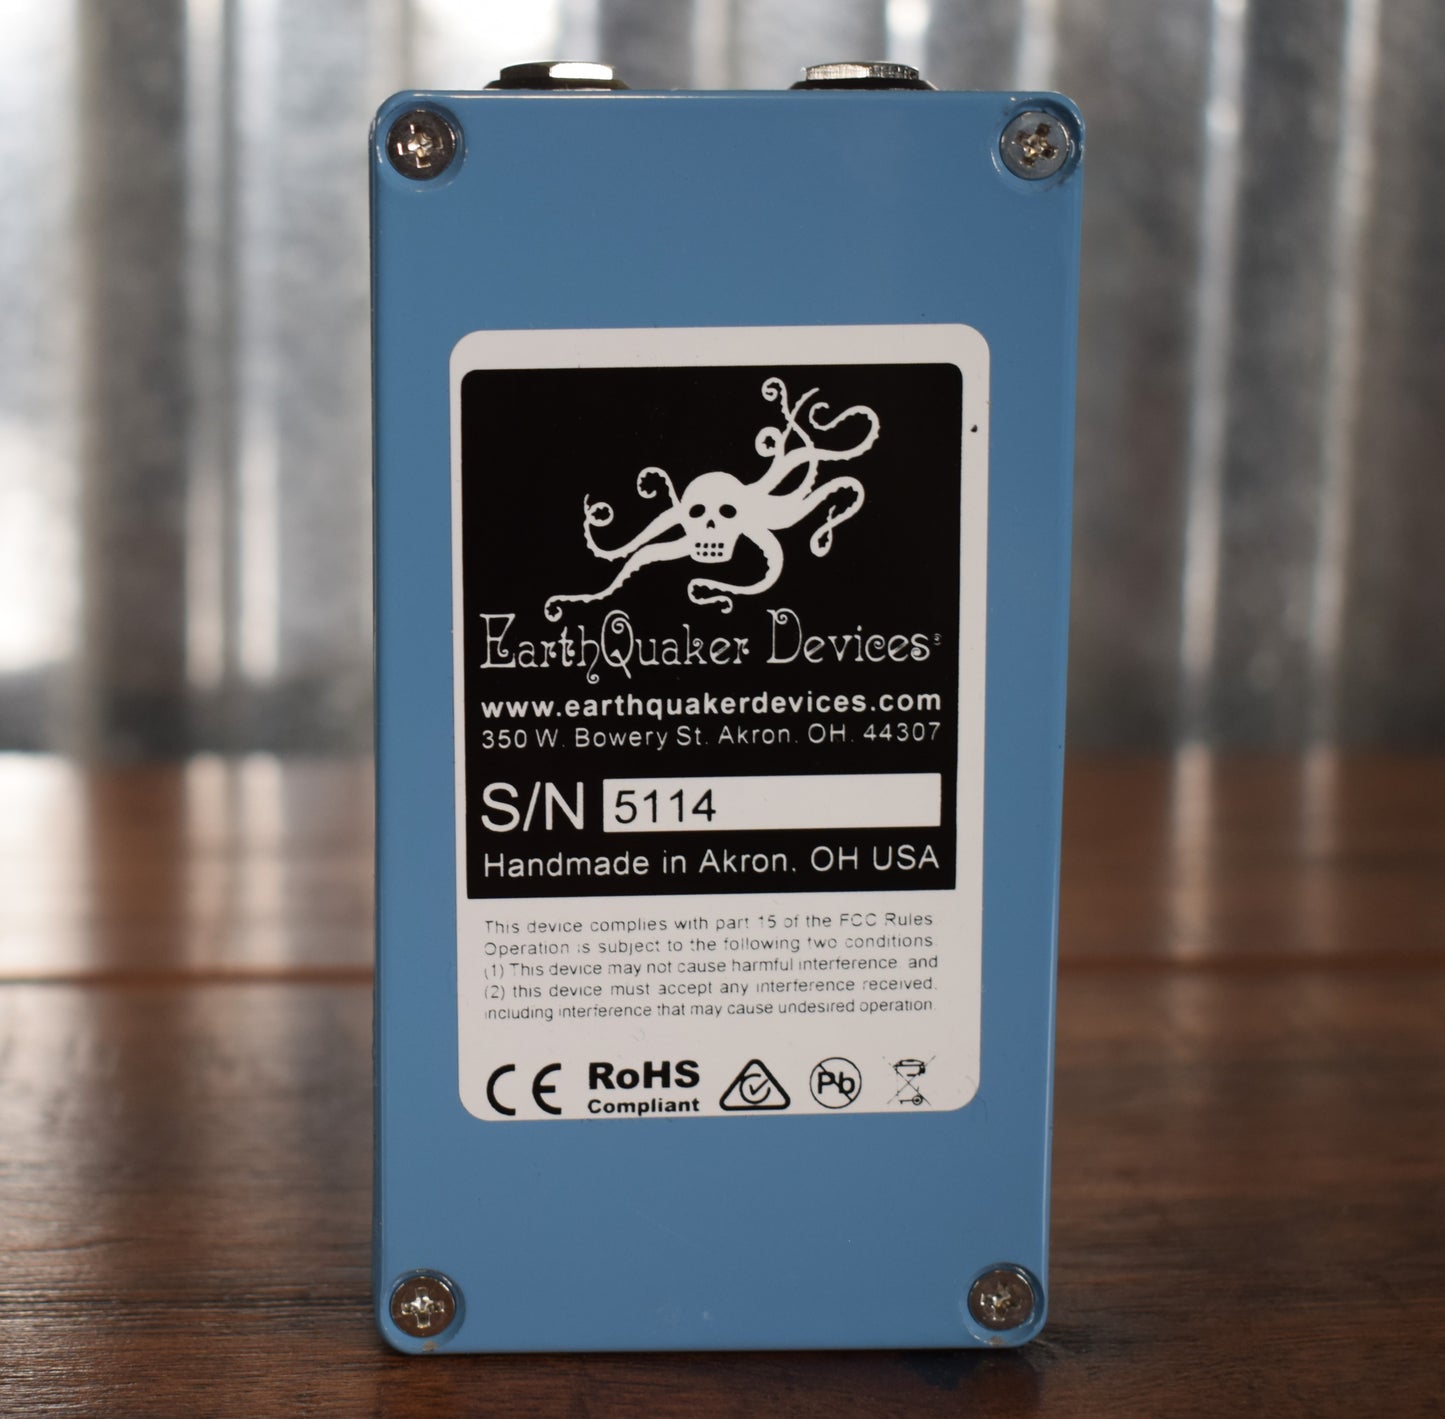 EarthQuaker Devices
www.earthquakerdevices.com
350 W. Bowery St. Akron, OH. 44307
S/N 5114
Handmade in Akron, OH USA
This device complies with part 15 of the FCC Rules.
Operation is subject to the following two conditions:
(1) This device may not cause harmful interference, and
(2) this device must accept any interference received,
including interference that may cause undesired operation.
CE RoHS
Compliant
Pb